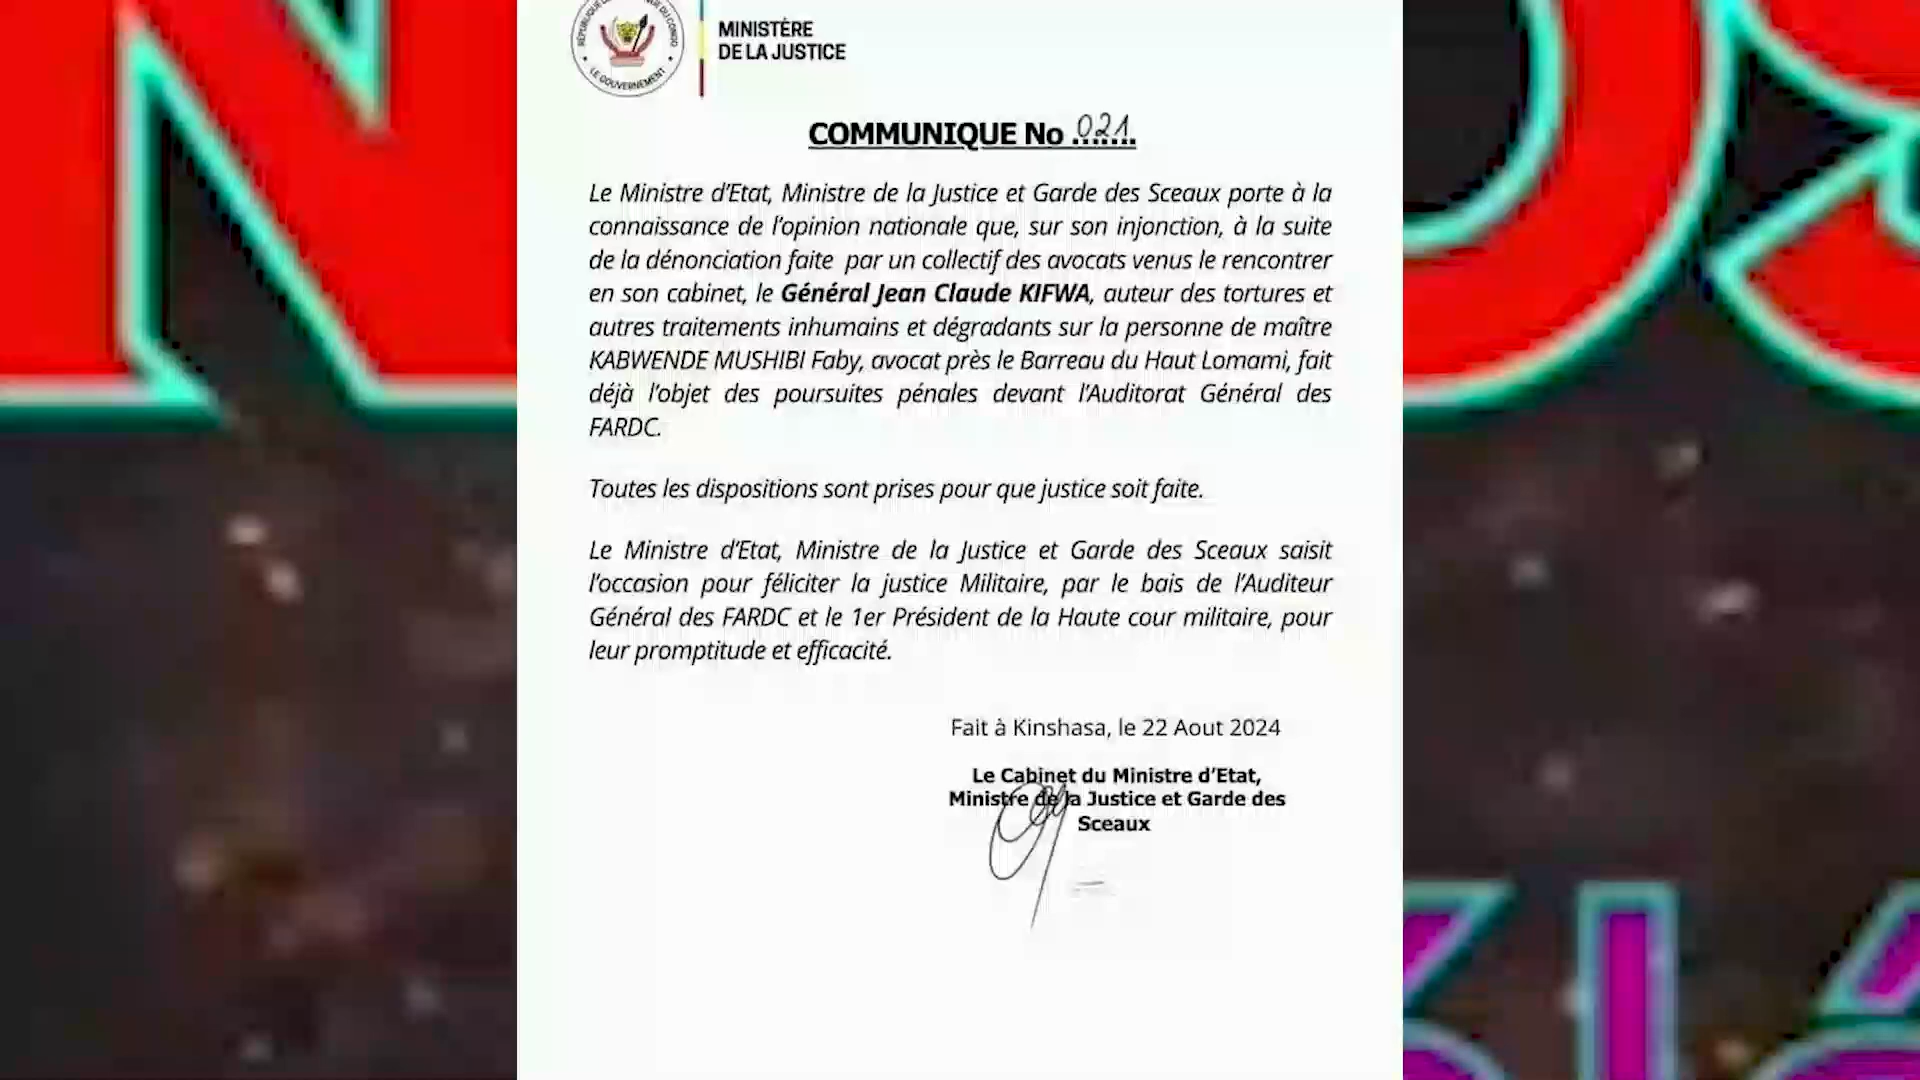 MINISTÈRE
DE LA JUSTICE
LE GOUVERNEMENT
COMMUNIQUE No 021
Le Ministre d'Etat, Ministre de la Justice et Garde des Sceaux porte à la
connaissance de l'opinion nationale que, sur son injonction, à la suite
de la dénonciation faite par un collectif des avocats venus le rencontrer
en son cabinet, le Général Jean Claude KIFWA, auteur des tortures et
autres traitements inhumains et dégradants sur la personne de maître
KABWENDE MUSHIBI Faby, avocat près le Barreau du Haut Lomami, fait
déjà l'objet des poursuites pénales devant l'Auditorat Général des
FARDC.
Toutes les dispositions sont prises pour que justice soit faite.
Le Ministre d'Etat, Ministre de la Justice et Garde des Sceaux saisit
l'occasion pour féliciter la justice Militaire, par le bais de l'Auditeur
Général des FARDC et le 1er Président de la Haute cour militaire, pour
leur promptitude et efficacité.
Fait à Kinshasa, le 22 Aout 2024
Le Cabinet du Ministre d'Etat,
Ministre de la Justice et Garde des
Sceaux